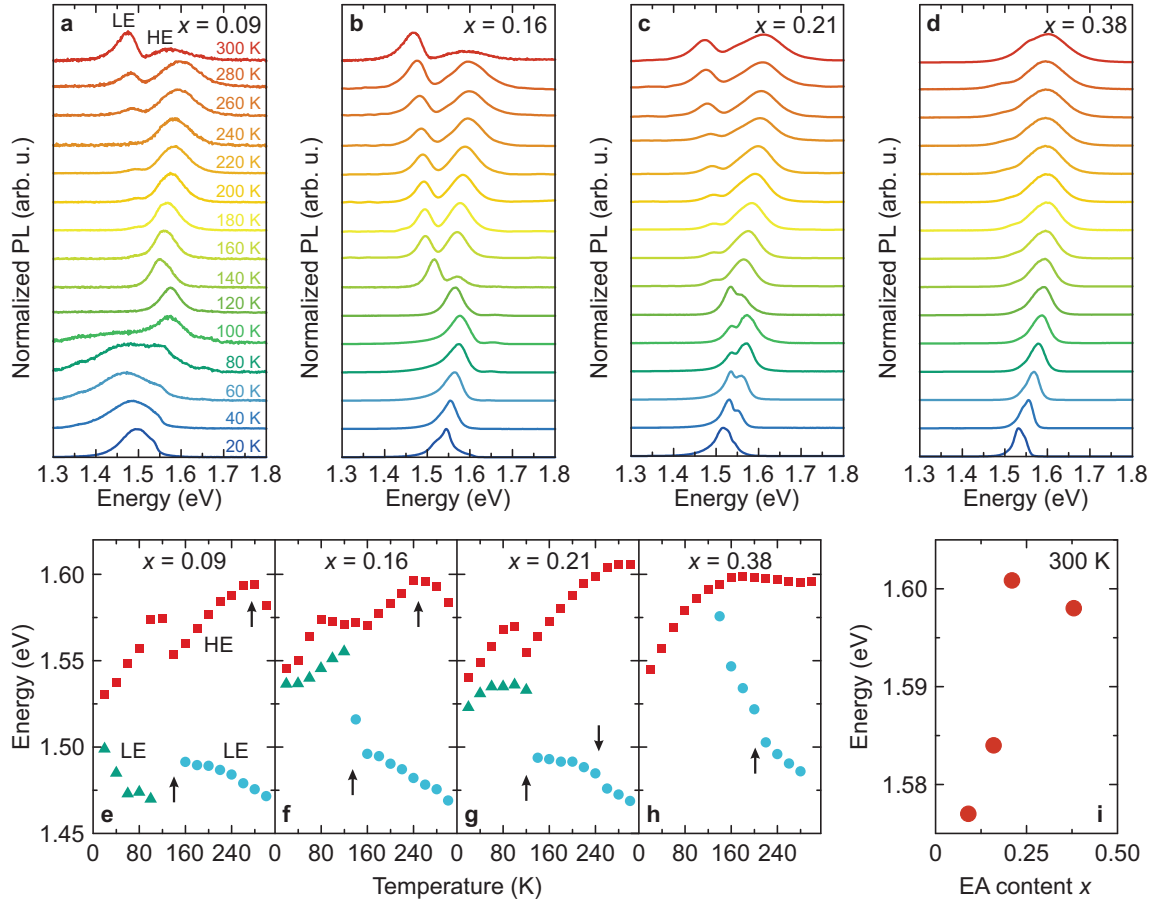 a LE HE x = 0.09
300 K
280 K
260 K
240 K
220 K
200 K
180 K
160 K
140 K
120 K
100 K
80 K
60 K
40 K
20 K
Normalized PL (arb. u.)
1.3 1.4 1.5 1.6 1.7 1.8
Energy (eV)
b x = 0.16
Normalized PL (arb. u.)
1.3 1.4 1.5 1.6 1.7 1.8
Energy (eV)
c x = 0.21
Normalized PL (arb. u.)
1.3 1.4 1.5 1.6 1.7 1.8
Energy (eV)
d x = 0.38
Normalized PL (arb. u.)
1.3 1.4 1.5 1.6 1.7 1.8
Energy (eV)
Energy (eV)
1.60
1.55
1.50
1.45
x = 0.09
HE
LE LE
e
0 80 160 240
x = 0.16
f
0 80 160 240
x = 0.21
g
0 80 160 240
x = 0.38
h
0 80 160 240
Temperature (K)
Energy (eV)
1.60
1.59
1.58
300 K
i
0 0.25 0.50
EA content x